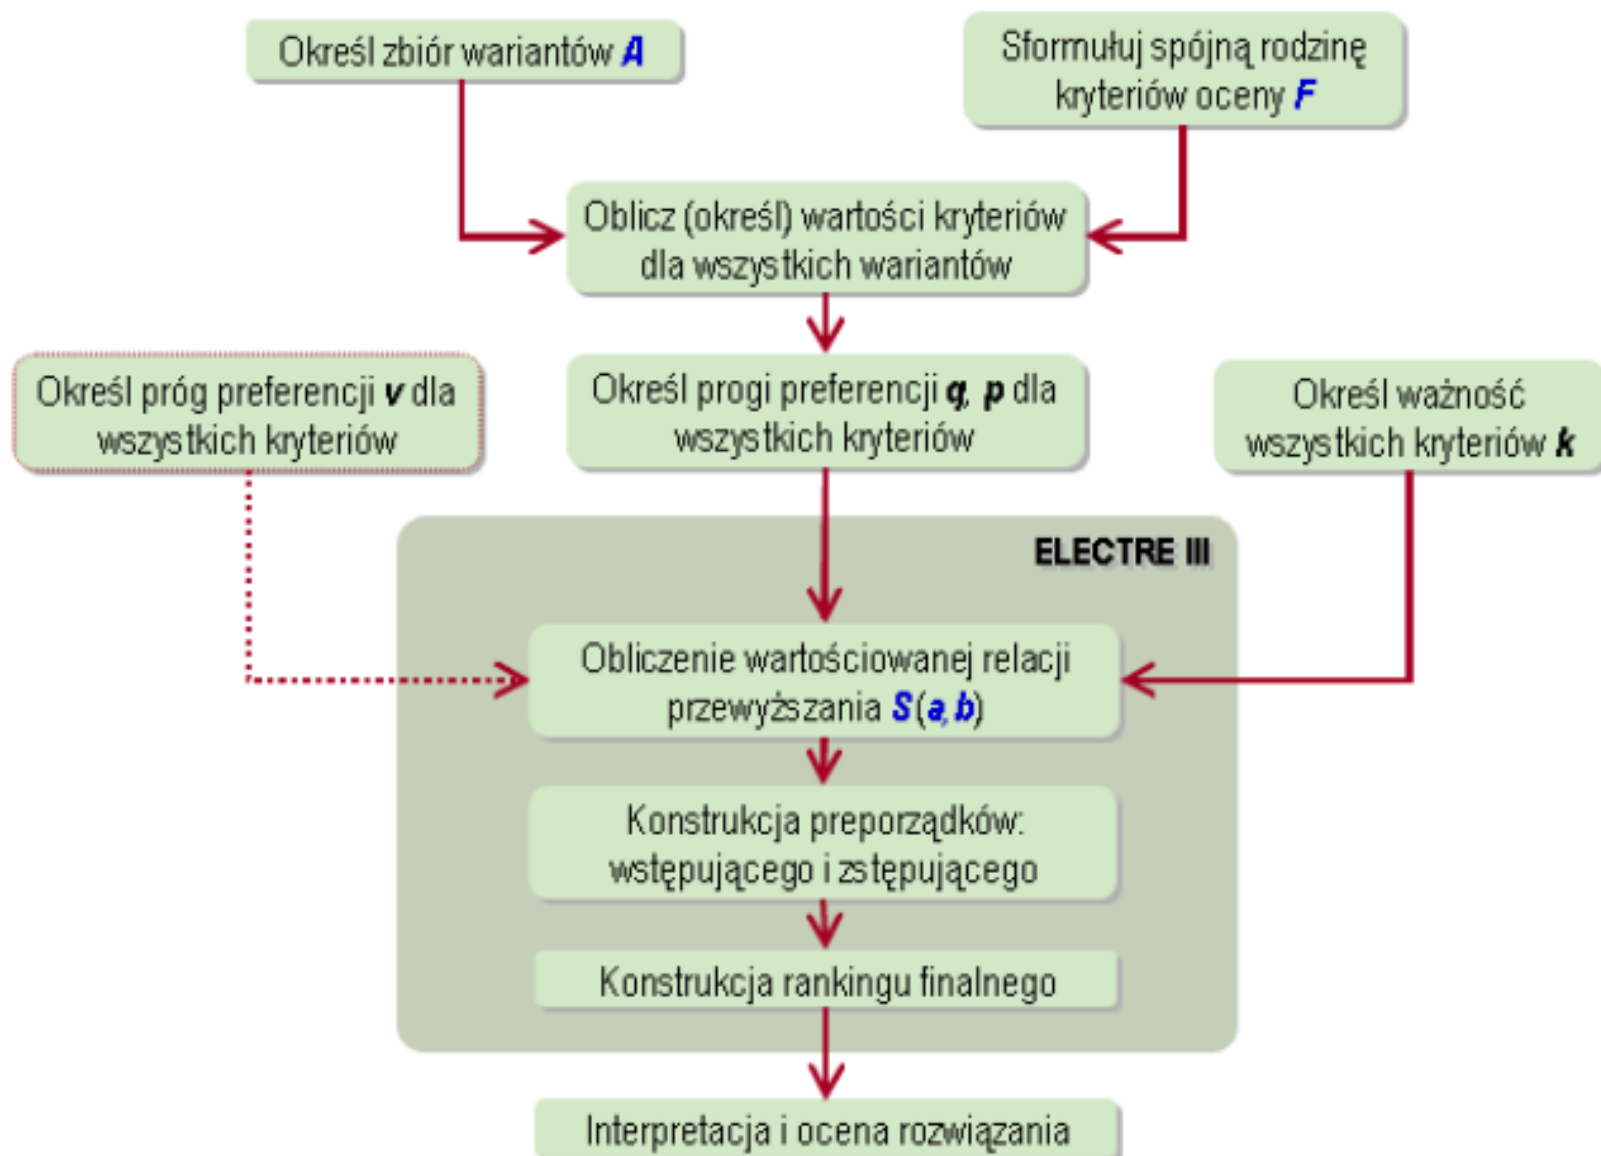 Określ zbiór wariantów A
Sformułuj spójną rodzinę
kryteriów oceny F
Oblicz (określ) wartości kryteriów
dla wszystkich wariantów
Określ próg preferencji v dla
wszystkich kryteriów
Określ progi preferencji q, p dla
wszystkich kryteriów
Określ ważność
wszystkich kryteriów k
ELECTRE III
Obliczenie wartościowanej relacji
przewyższania S(a,b)
Konstrukcja preporządków:
wstępującego i zstępującego
Konstrukcja rankingu finalnego
Interpretacja i ocena rozwiązania